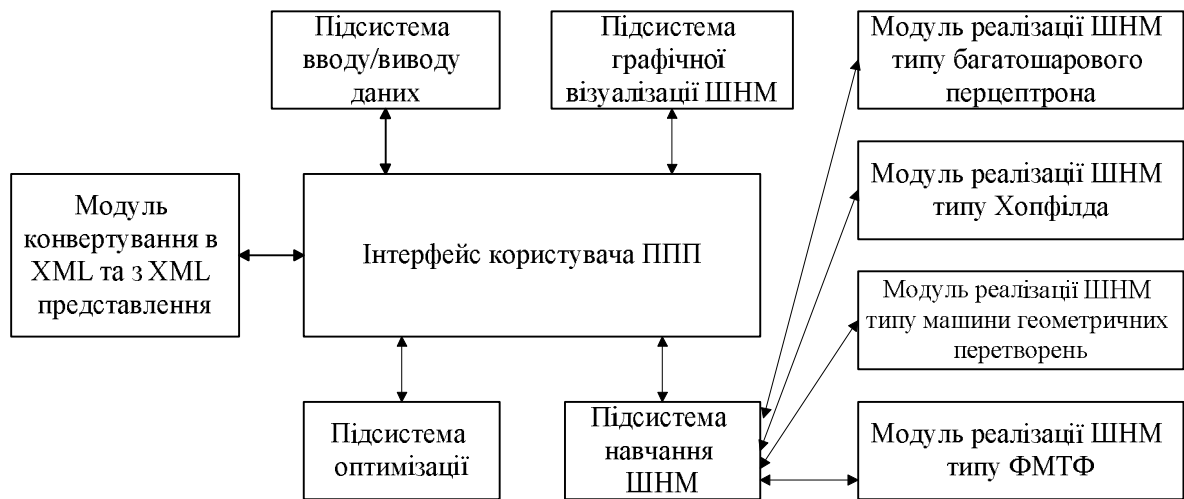 Підсистема
вводу/виводу
даних
Підсистема
графічної
візуалізації ШНМ
Модуль реалізації ШНМ
типу багатошарового
перцептрона
Модуль
конвертування в
XML та з XML
представлення
Інтерфейс користувача ППП
Модуль реалізації ШНМ
типу Хопфілда
Модуль реалізації ШНМ
типу машини геометричних
перетворень
Підсистема
оптимізації
Підсистема
навчання
ШНМ
Модуль реалізації ШНМ
типу ФМТФ